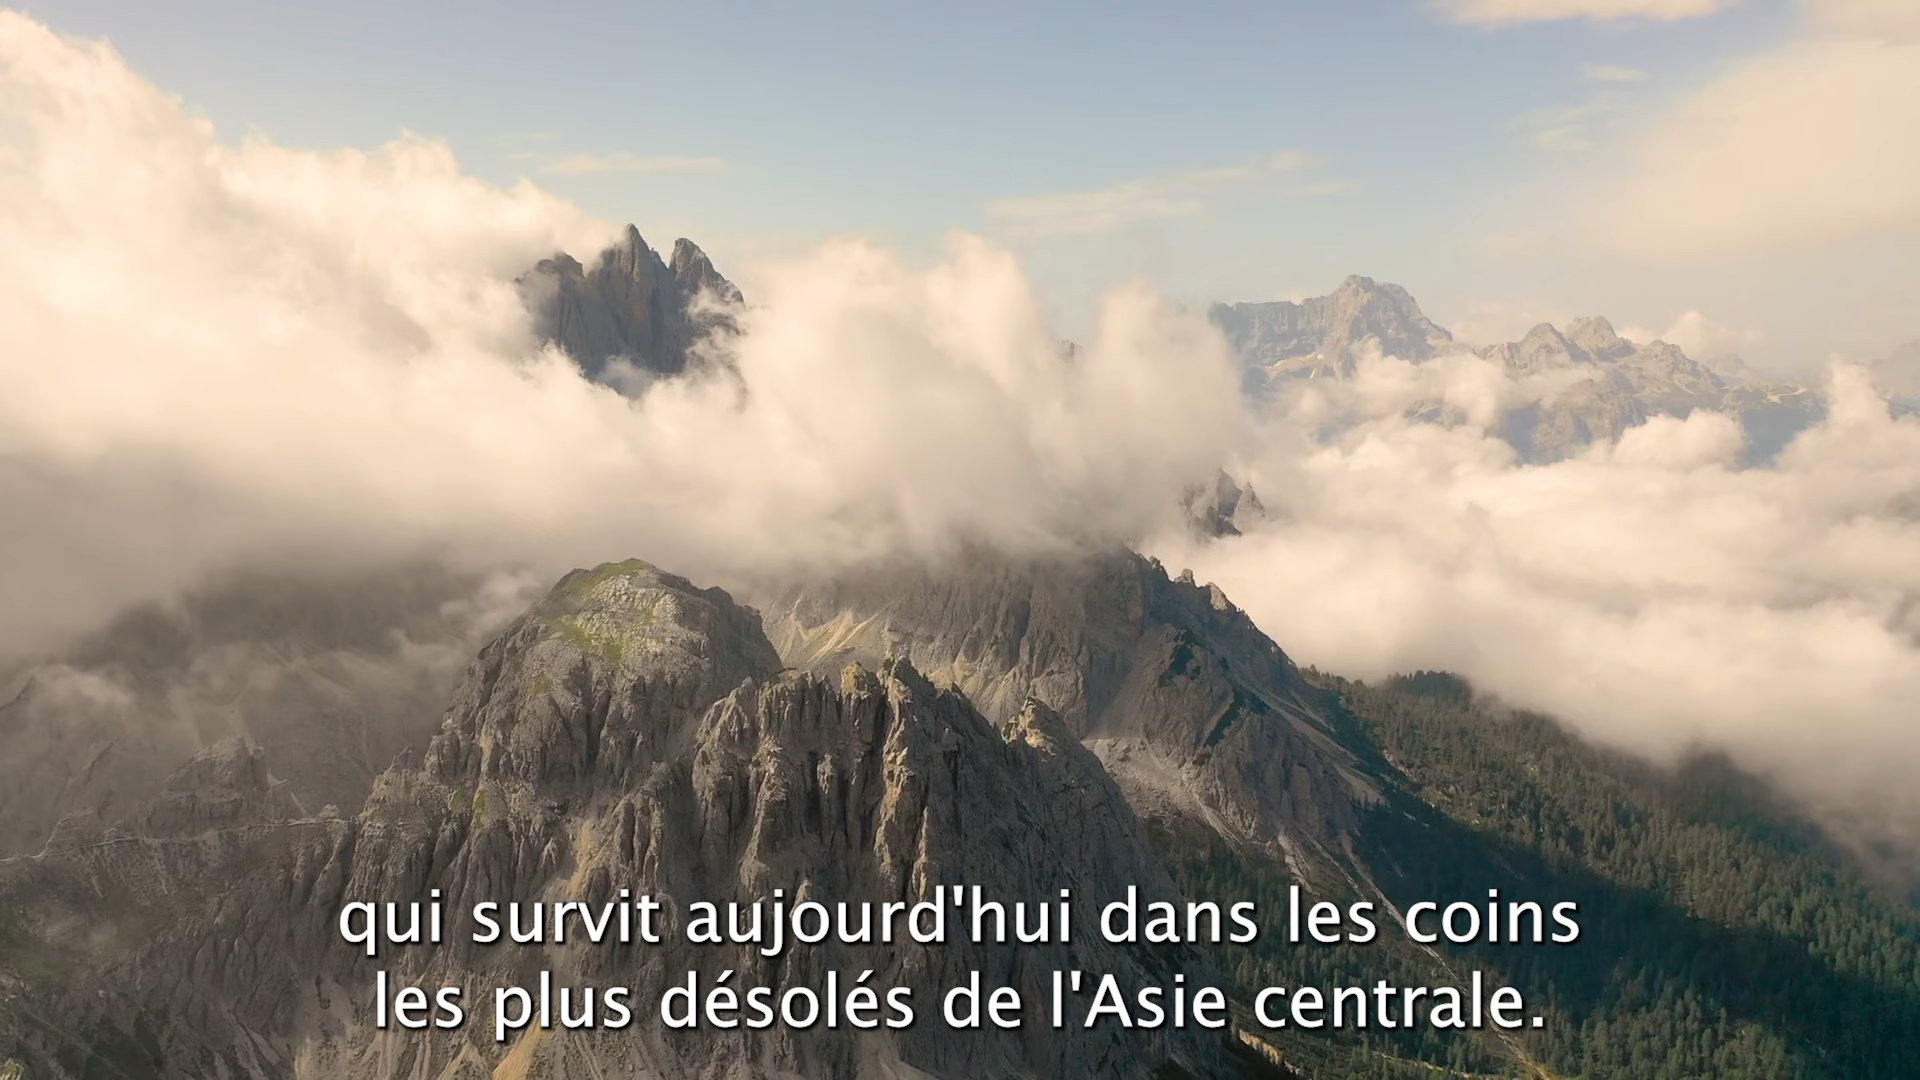 qui survit aujourd'hui dans les coins
les plus désolés de l'Asie centrale.